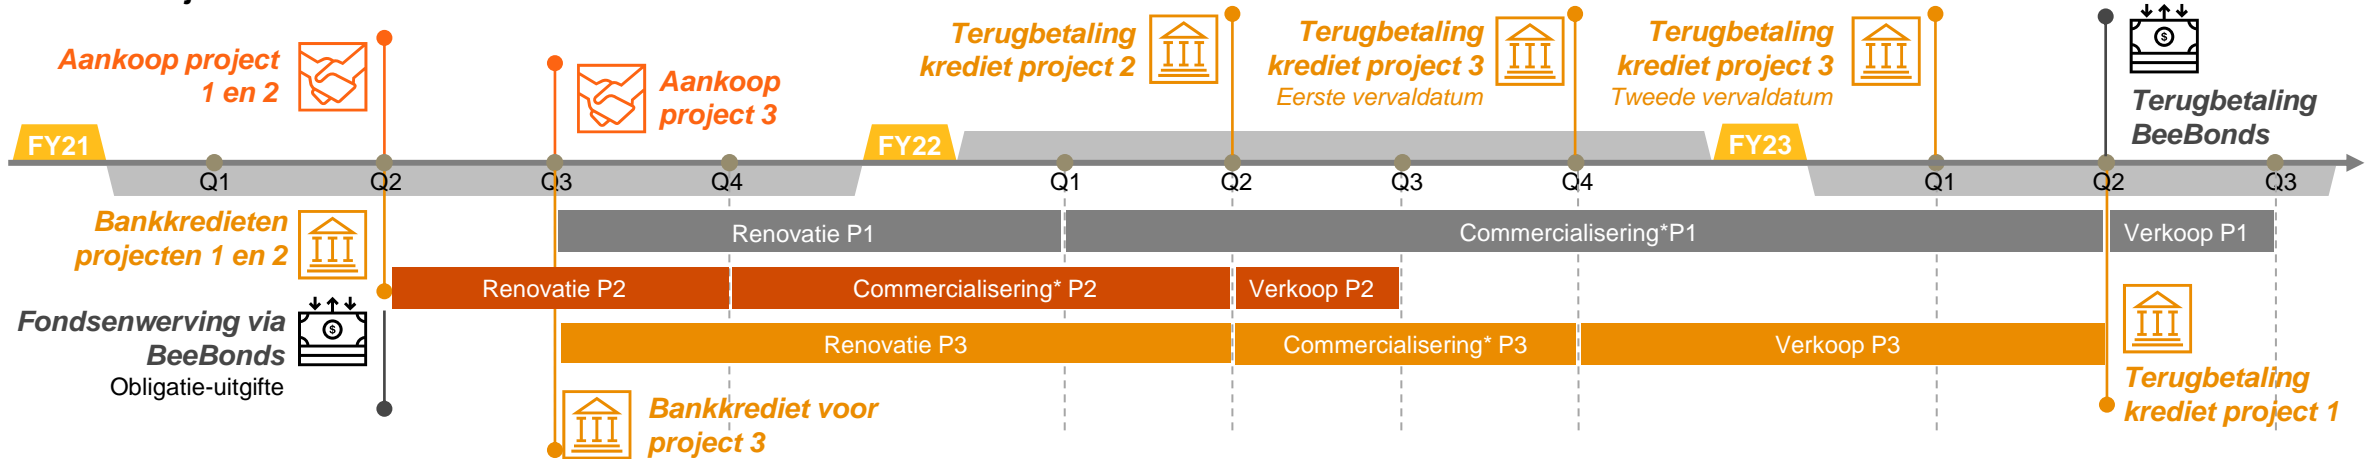 Aankoop project
1 en 2
Aankoop
project 3
Terugbetaling
krediet project 2
Terugbetaling
krediet project 3
Eerste vervaldatum
Terugbetaling
krediet project 3
Tweede vervaldatum
Terugbetaling
BeeBonds
FY21
FY22
FY23
Q1
Q2
Q3
Q4
Q1
Q2
Q3
Q4
Q1
Q2
Q3
Bankkredieten
projecten 1 en 2
Renovatie P1
Commercialisering*P1
Verkoop P1
Renovatie P2
Commercialisering* P2
Verkoop P2
Fondsenwerving via
BeeBonds
Obligatie-uitgifte
Renovatie P3
Commercialisering* P3
Verkoop P3
Bankkrediet voor
project 3
Terugbetaling
krediet project 1